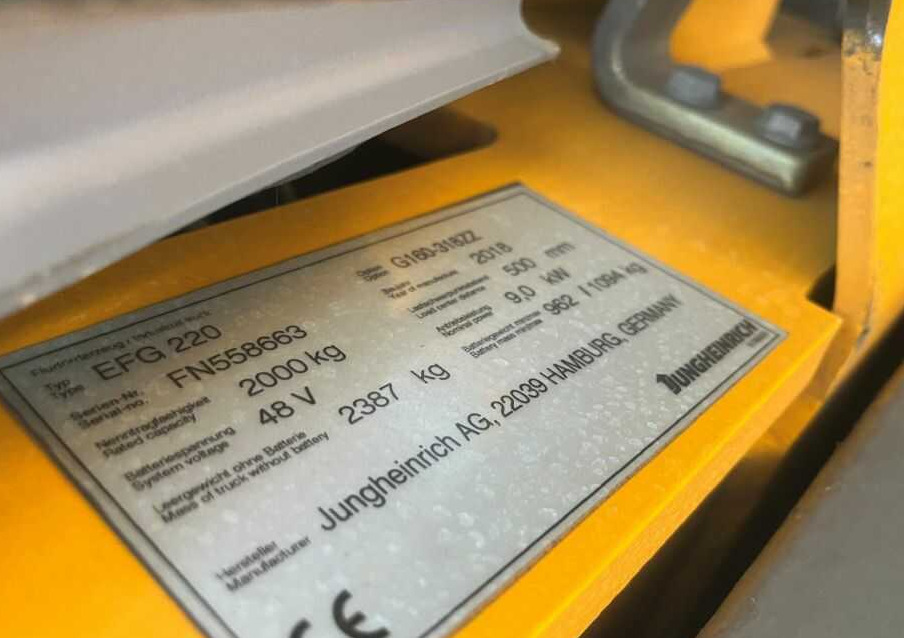 Flurförderzeug / Industrial truck
Typ
Type EFG 220
Option
Option G160-318ZZ
Serien-Nr.
Serial-no. FN558663
Baujahr
Year of manufacture 2018
Nenntragfaehigkeit
Rated capacity 2000 kg
Lastschwerpunktabstand
Load center distance 500 mm
Batteriespannung
System voltage 48 V
Antriebsleistung
Nominal power 9,0 kW
Leergewicht ohne Batterie
Mass of truck without battery 2387 kg
Batteriegewicht min/max
Battery mass min/max 962 / 1094 kg
Hersteller
Manufacturer Jungheinrich AG, 22039 HAMBURG, GERMANY
JUNGHEINRICH
CE